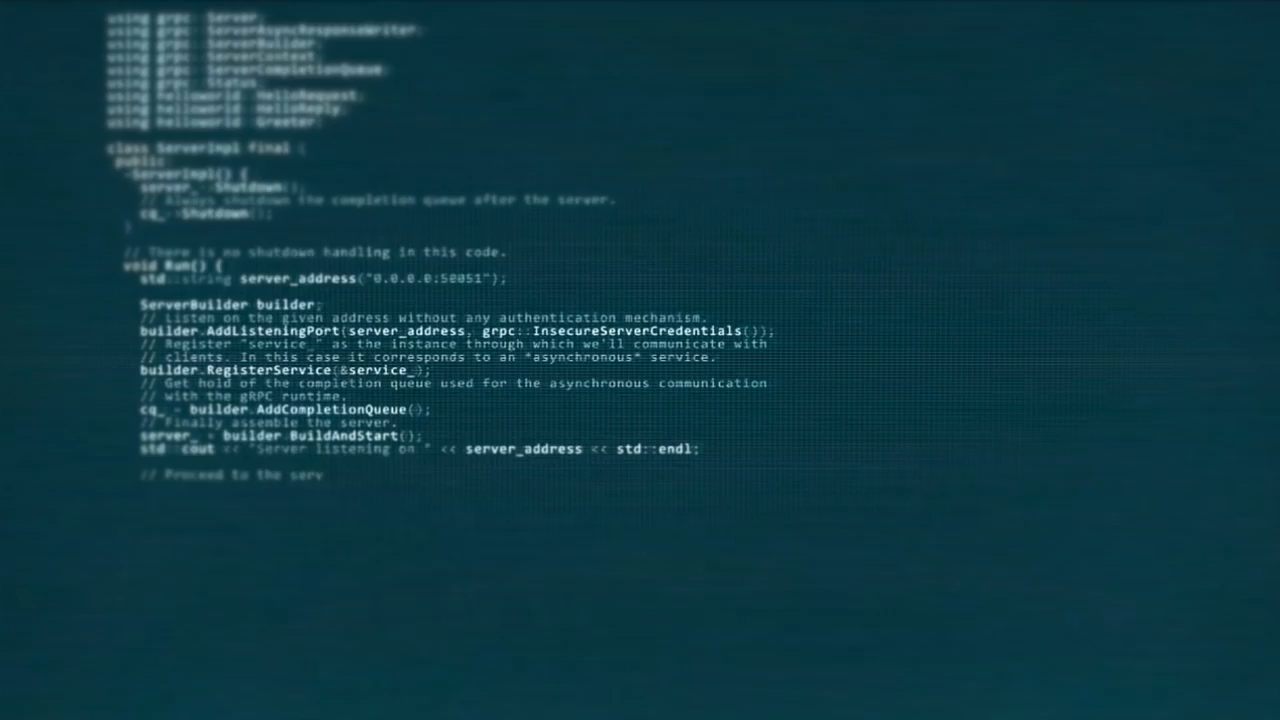 using grpc::Server;
using grpc::ServerAsyncResponseWriter;
using grpc::ServerBuilder;
using grpc::ServerContext;
using grpc::ServerCompletionQueue;
using grpc::Status;
using helloworld::HelloRequest;
using helloworld::HelloReply;
using helloworld::Greeter;
class ServerImpl final {
public:
~ServerImpl() {
server_->Shutdown();
// Always shutdown the completion queue after the server.
cq_->Shutdown();
}
// There is no shutdown handling in this code.
void Run() {
std::string server_address("0.0.0.0:50051");
ServerBuilder builder;
// Listen on the given address without any authentication mechanism.
builder.AddListeningPort(server_address, grpc::InsecureServerCredentials());
// Register "service_" as the instance through which we'll communicate with
// clients. In this case it corresponds to an *asynchronous* service.
builder.RegisterService(&service_);
// Get hold of the completion queue used for the asynchronous communication
// with the gRPC runtime.
cq_ = builder.AddCompletionQueue();
// Finally assemble the server.
server_ = builder.BuildAndStart();
std::cout << "Server listening on " << server_address << std::endl;
// Proceed to the serv